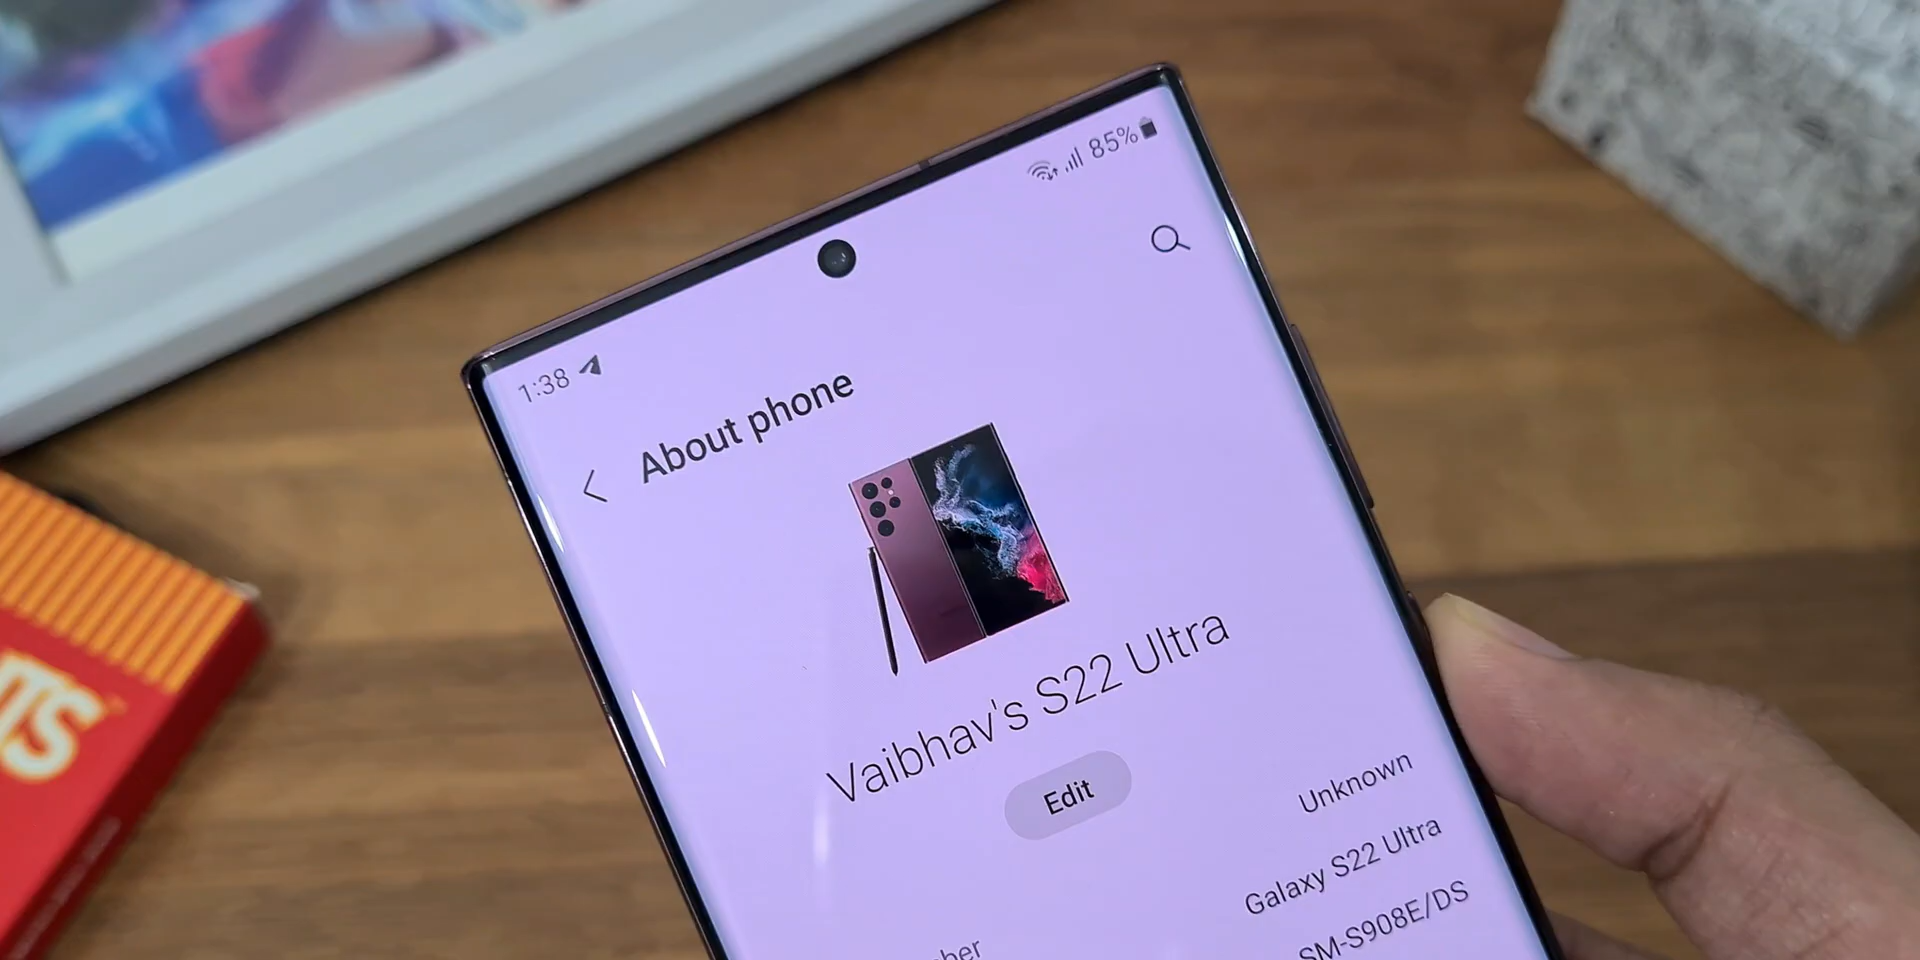 85%
1:38
About phone
Vaibhav's S22 Ultra
Edit
Unknown
Galaxy S22 Ultra
SM-S908E/DS